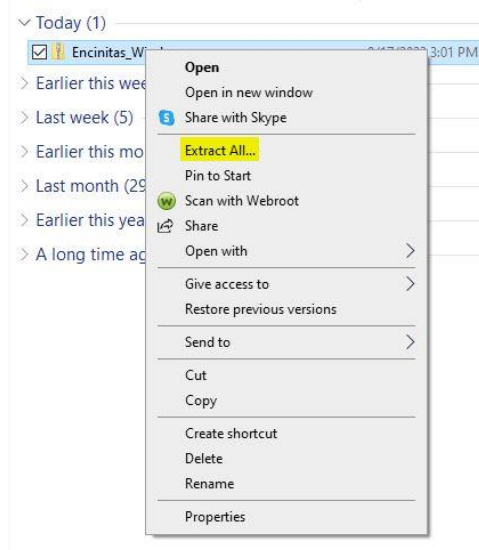 Today (1)
Encinitas_W
3:01 PM
Open
Earlier this wee
Open in new window
Last week (5)
Share with Skype
Earlier this mo
Extract All...
Pin to Start
Last month (29
Scan with Webroot
Earlier this yea
Share
A long time ag
Open with
Give access to
Restore previous versions
Send to
Cut
Copy
Create shortcut
Delete
Rename
Properties